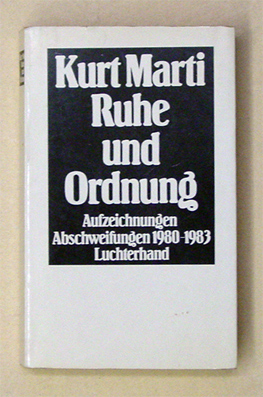 Kurt Marti
Ruhe
und
Ordnung
Aufzeichnungen
Abschweifungen 1980-1983
Luchterhand